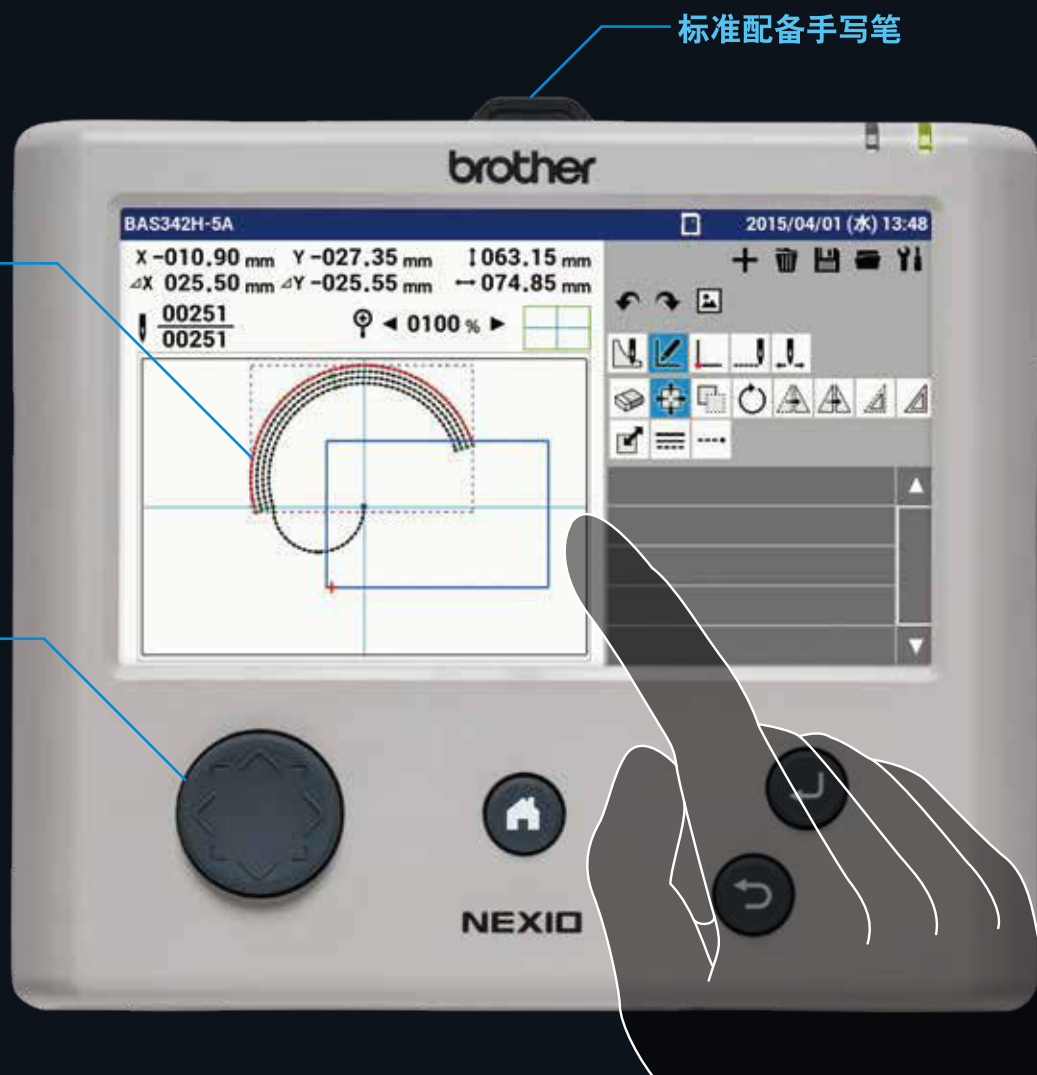 标准配备手写笔
brother
BAS342H-5A 2015/04/01 (水) 13:48
X -010.90 mm Y -027.35 mm ↕063.15 mm
⊿X 025.50 mm ⊿Y -025.55 mm ↔ 074.85 mm
00251
00251
◀ 0100 % ▶
NEXIO